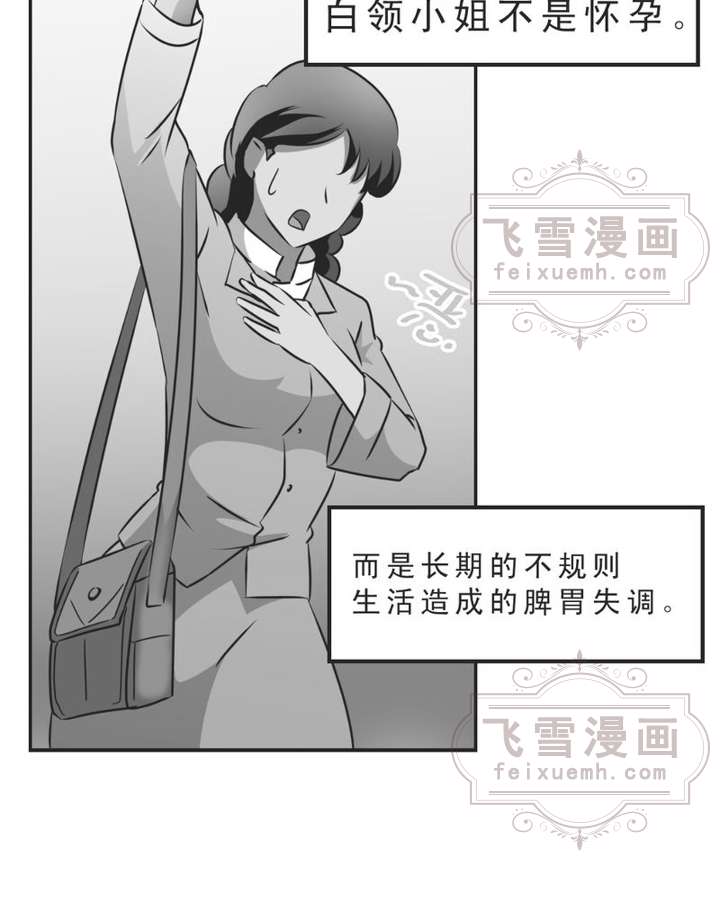 白领小姐不是怀孕。
飞雪漫画
feixuemh.com
而是长期的不规则
生活造成的脾胃失调。
飞雪漫画
feixuemh.com